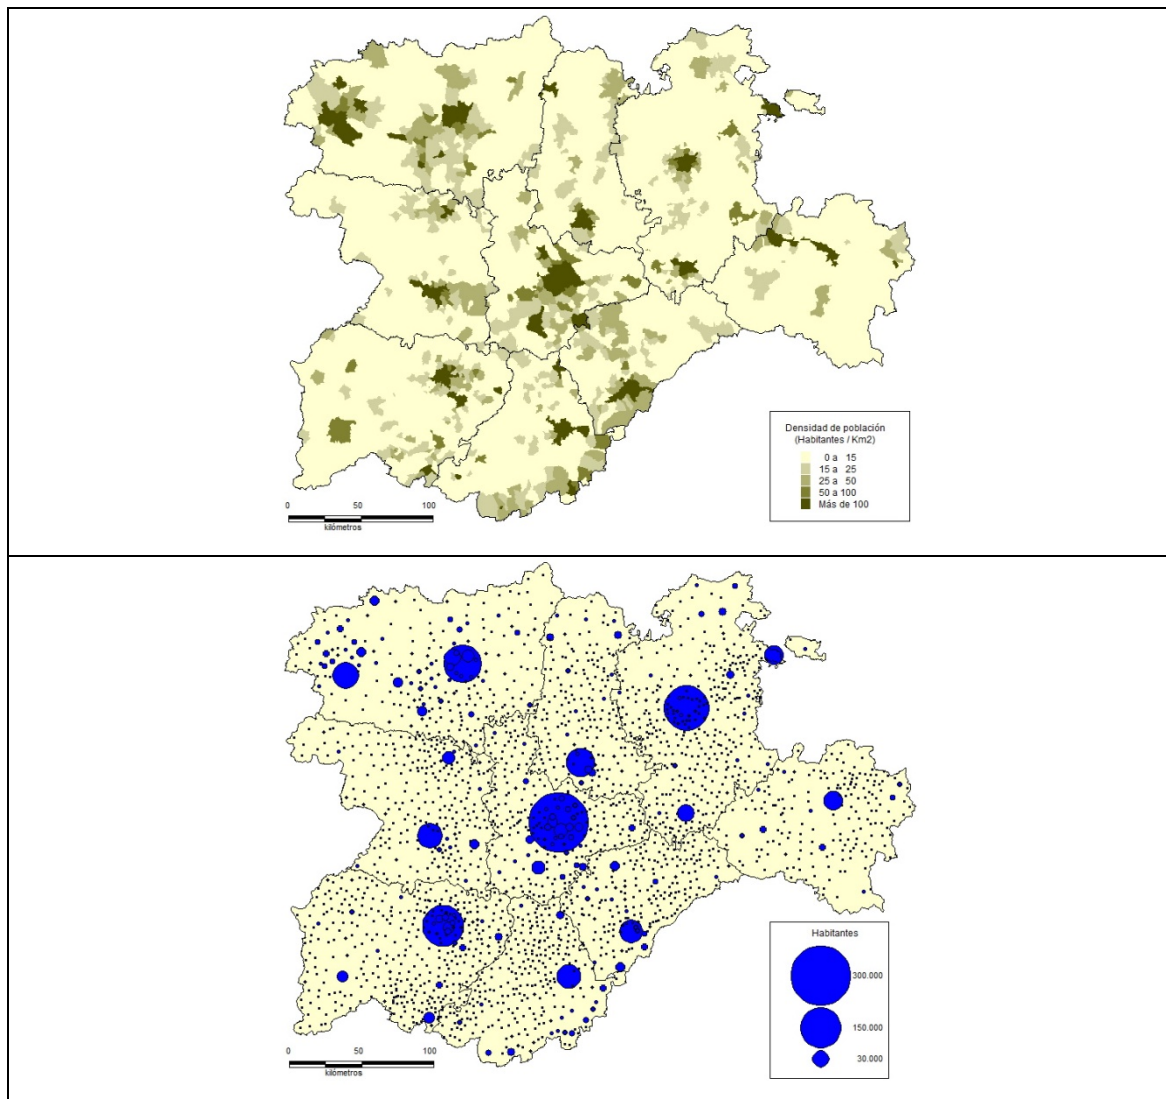 Densidad de población
(Habitantes / Km2)
0 a 15
15 a 25
25 a 50
50 a 100
Más de 100
0 50 100
kilómetros
Habitantes
300.000
150.000
30.000
0 50 100
kilómetros